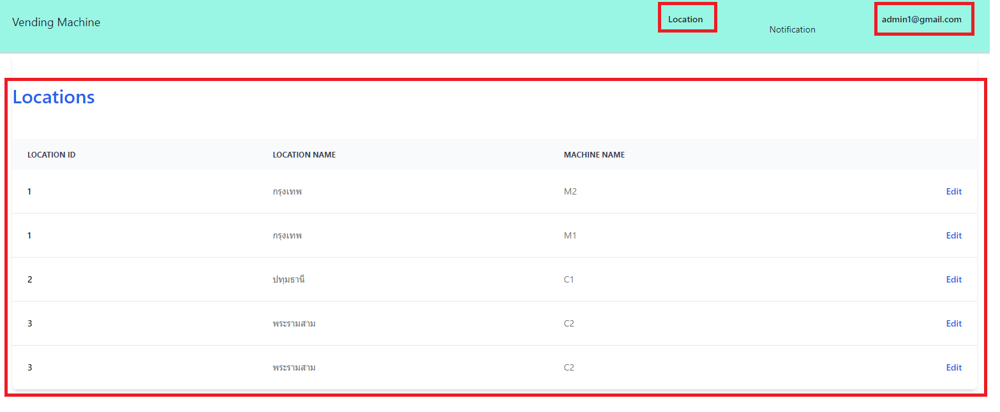 Vending Machine Location Notification admin1@gmail.com
Locations
LOCATION ID LOCATION NAME MACHINE NAME
1 กรุงเทพ M2 Edit
1 กรุงเทพ M1 Edit
2 ปทุมธานี C1 Edit
3 พระรามสาม C2 Edit
3 พระรามสาม C2 Edit